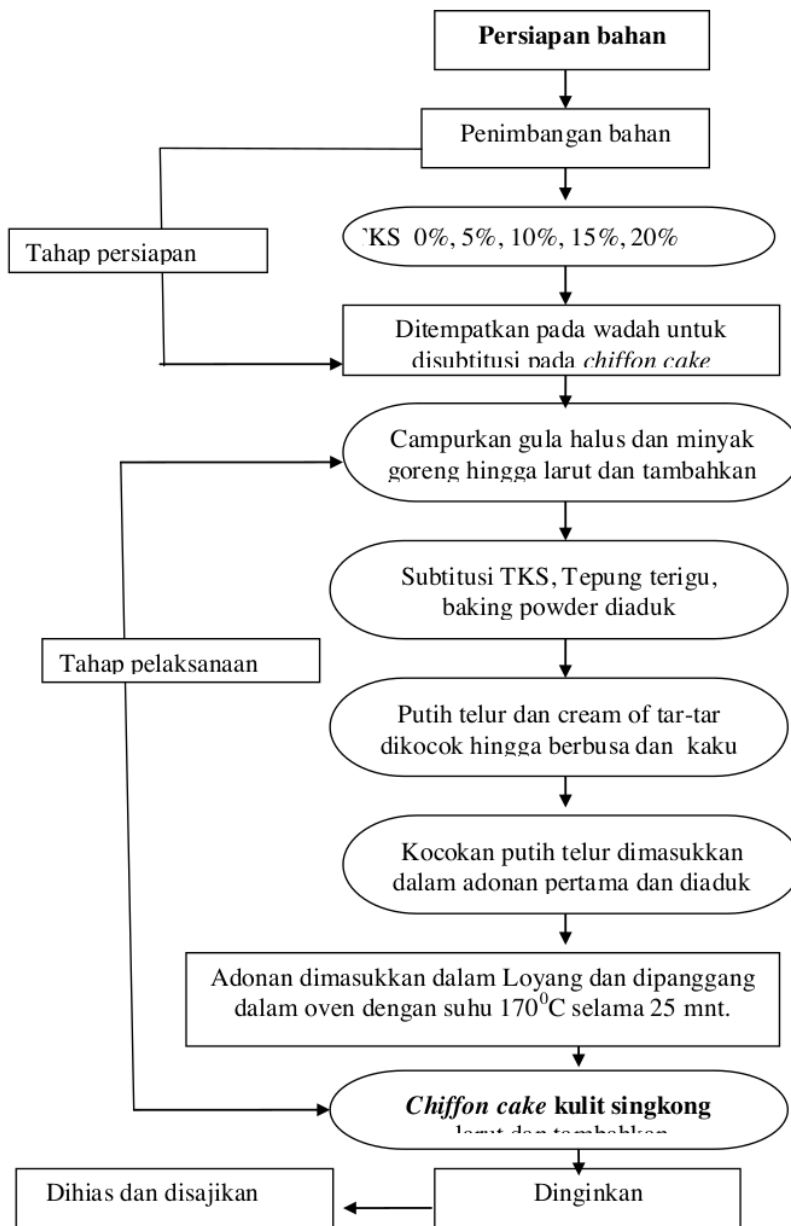 Persiapan bahan
Penimbangan bahan
TKS 0%, 5%, 10%, 15%, 20%
Tahap persiapan
Ditempatkan pada wadah untuk
disubtitusi pada chiffon cake
Campurkan gula halus dan minyak
goreng hingga larut dan tambahkan
Subtitusi TKS, Tepung terigu,
baking powder diaduk
Tahap pelaksanaan
Putih telur dan cream of tar-tar
dikocok hingga berbusa dan kaku
Kocokan putih telur dimasukkan
dalam adonan pertama dan diaduk
Adonan dimasukkan dalam Loyang dan dipanggang
dalam oven dengan suhu 170⁰C selama 25 mnt.
Chiffon cake kulit singkong
larut dan tambahkan
Dihias dan disajikan
Dinginkan